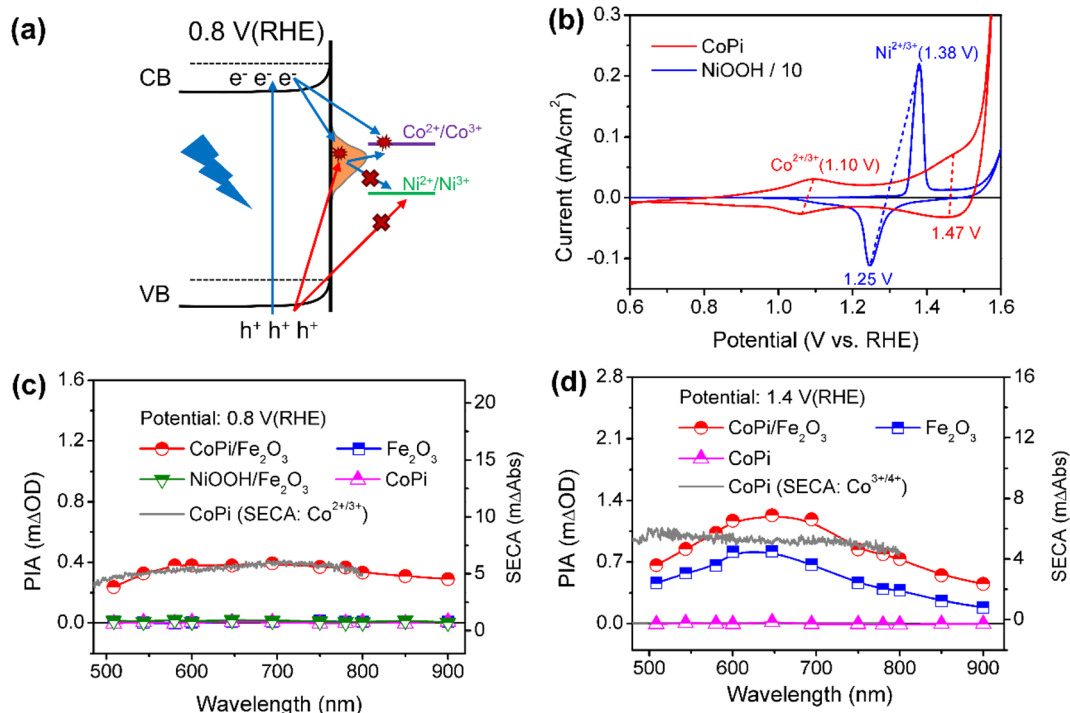 (a)
0.8 V(RHE)
CB
e⁻ e⁻ e⁻
Co²⁺/Co³⁺
Ni²⁺/Ni³⁺
VB
h⁺ h⁺ h⁺
(b)
0.3
0.2
0.1
0.0
-0.1
Current (mA/cm²)
CoPi
NiOOH / 10
Ni²⁺/³⁺(1.38 V)
Co²⁺/³⁺(1.10 V)
1.47 V
1.25 V
0.6 0.8 1.0 1.2 1.4 1.6
Potential (V vs. RHE)
(c)
1.6
1.2
0.8
0.4
0.0
PIA (mΔOD)
Potential: 0.8 V(RHE)
CoPi/Fe₂O₃ Fe₂O₃
NiOOH/Fe₂O₃ CoPi
CoPi (SECA: Co²⁺/³⁺)
20
15
10
5
0
SECA (mΔAbs)
500 600 700 800 900
Wavelength (nm)
(d)
2.8
2.1
1.4
0.7
0.0
PIA (mΔOD)
Potential: 1.4 V(RHE)
CoPi/Fe₂O₃ Fe₂O₃
CoPi
CoPi (SECA: Co³⁺/⁴⁺)
16
12
8
4
0
SECA (mΔAbs)
500 600 700 800 900
Wavelength (nm)